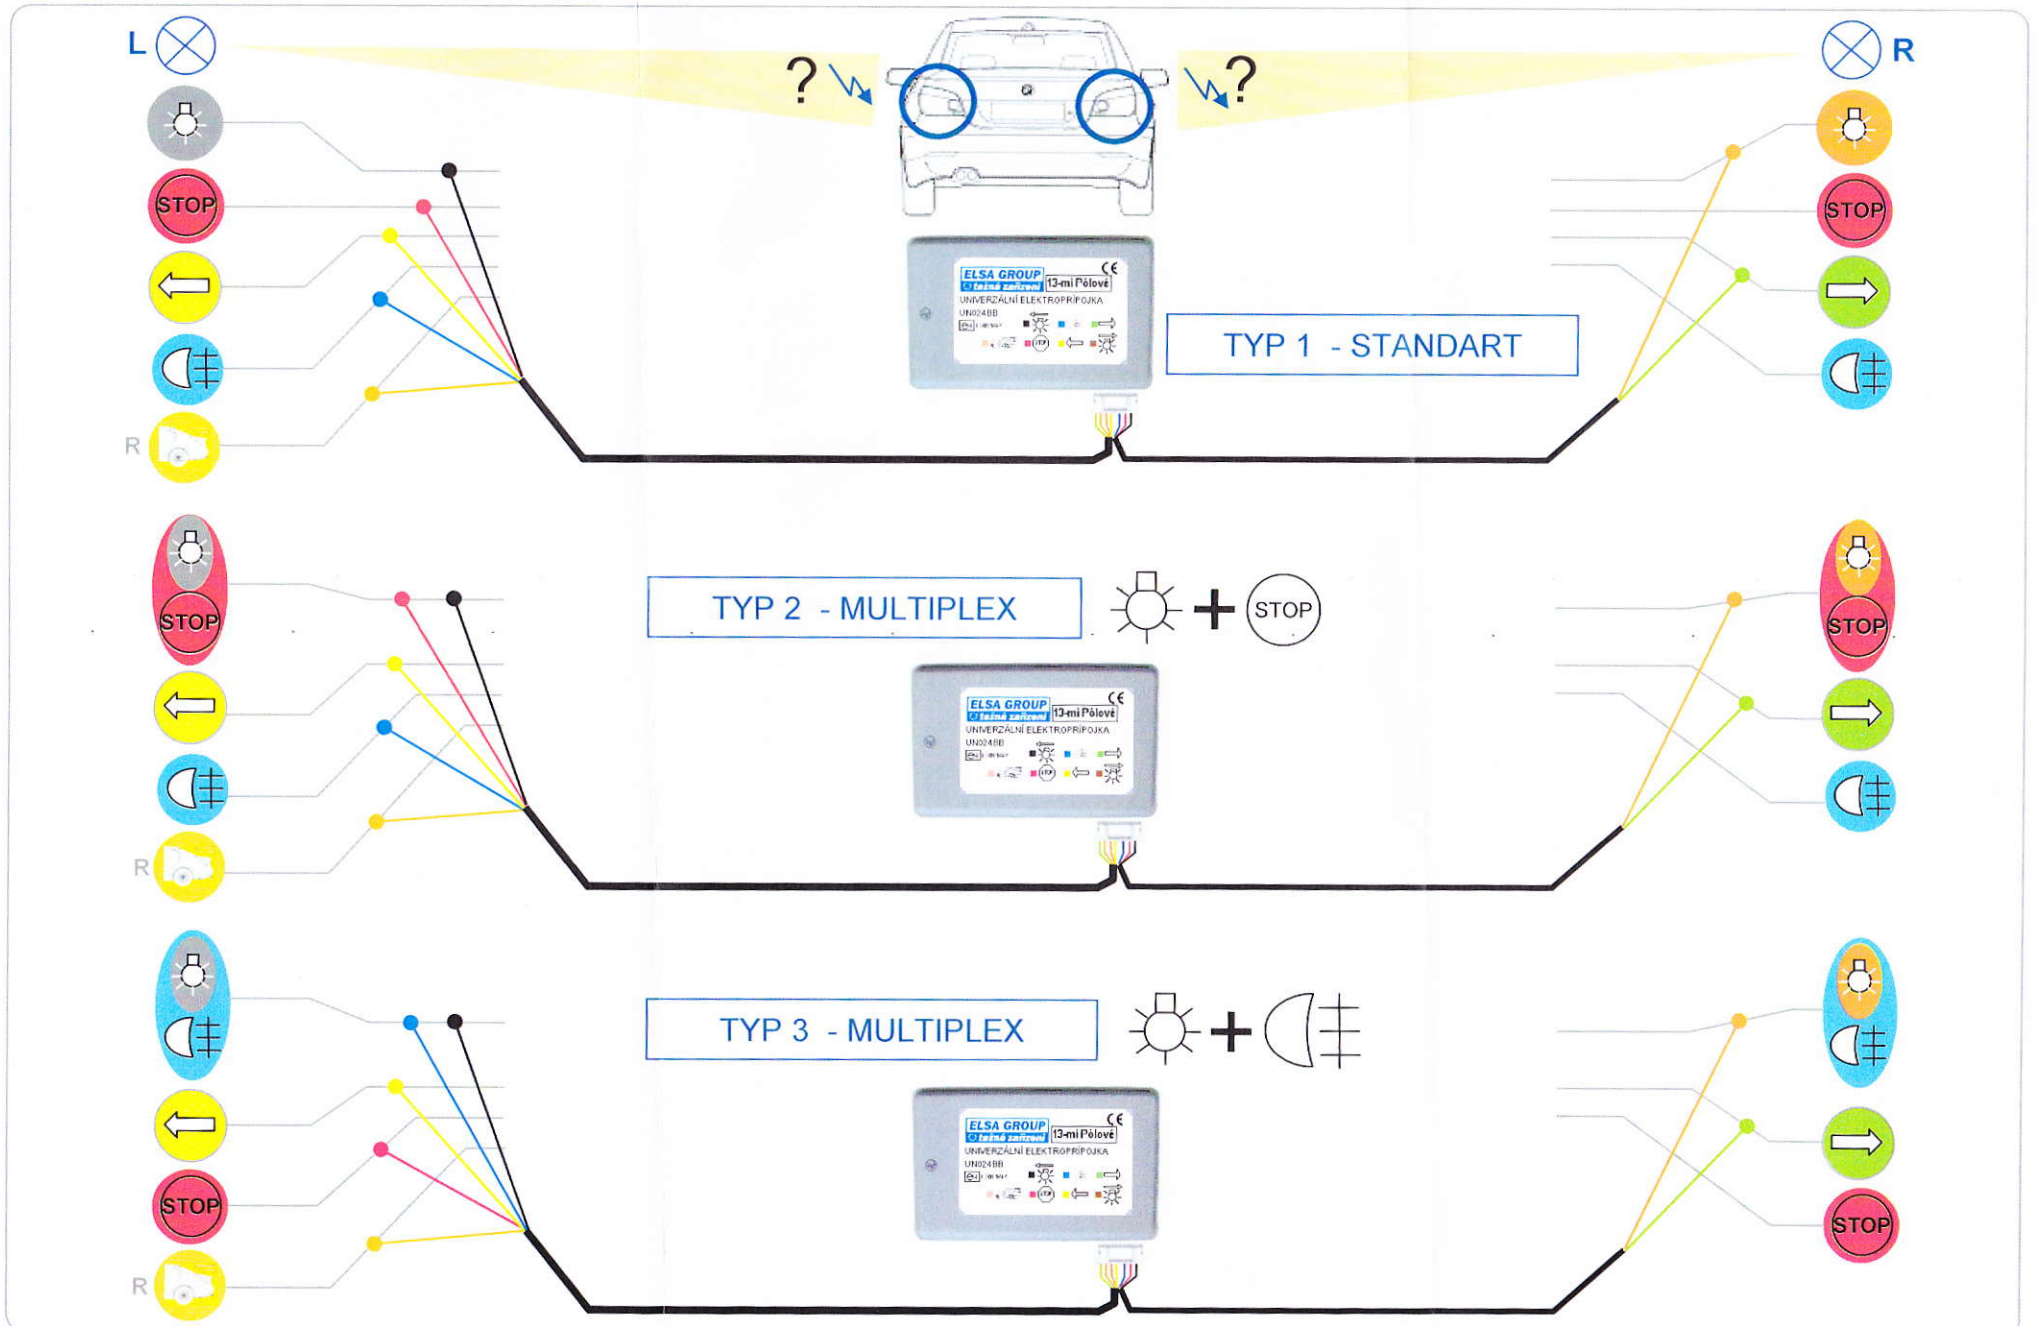 L
R
?
?
STOP
STOP
R
ELSA GROUP
tažná zařízení
13-mi Pólové
UNIVERZÁLNÍ ELEKTROPŘÍPOJKA
UN024BB
STOP
TYP 1 - STANDART
STOP
STOP
R
TYP 2 - MULTIPLEX
+ STOP
ELSA GROUP
tažná zařízení
13-mi Pólové
UNIVERZÁLNÍ ELEKTROPŘÍPOJKA
UN024BB
STOP
STOP
R
TYP 3 - MULTIPLEX
+
ELSA GROUP
tažná zařízení
13-mi Pólové
UNIVERZÁLNÍ ELEKTROPŘÍPOJKA
UN024BB
STOP
STOP